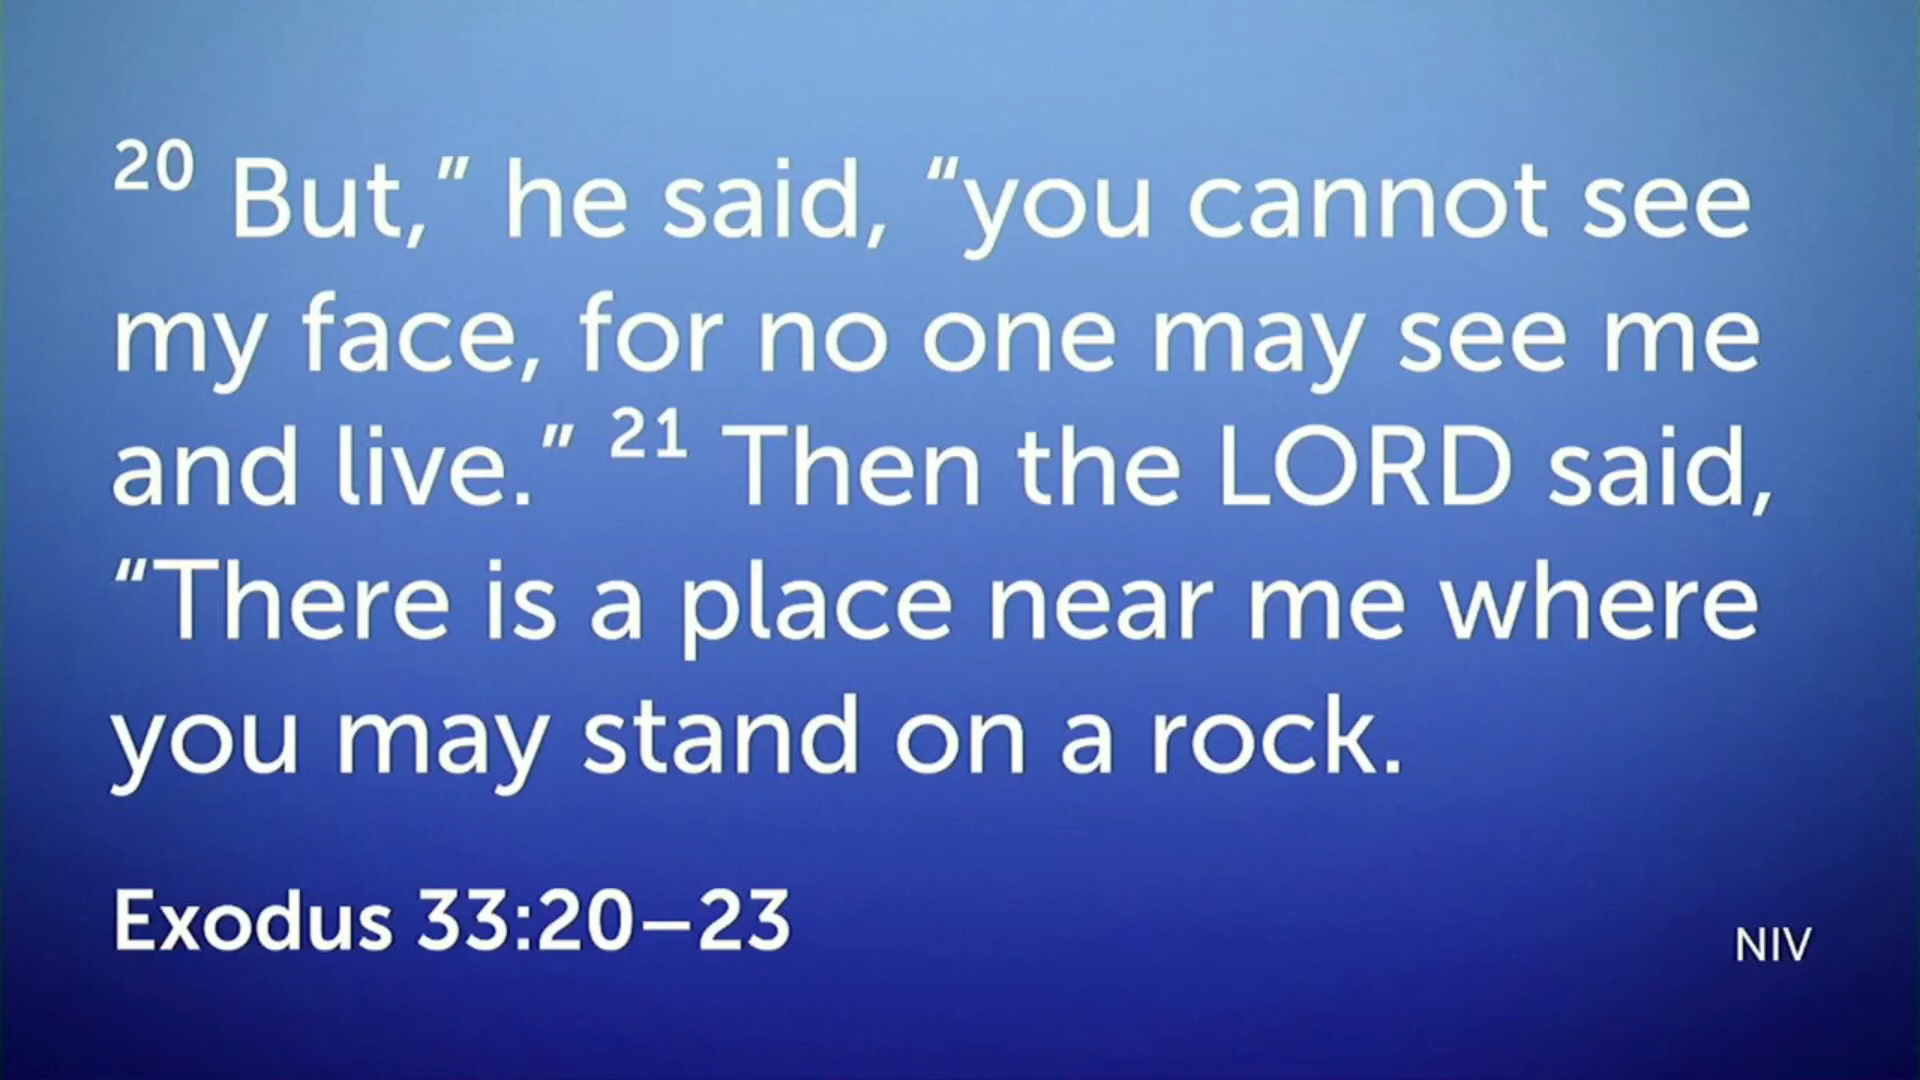 20 But,” he said, “you cannot see
my face, for no one may see me
and live.” 21 Then the LORD said,
“There is a place near me where
you may stand on a rock.
Exodus 33:20–23
NIV